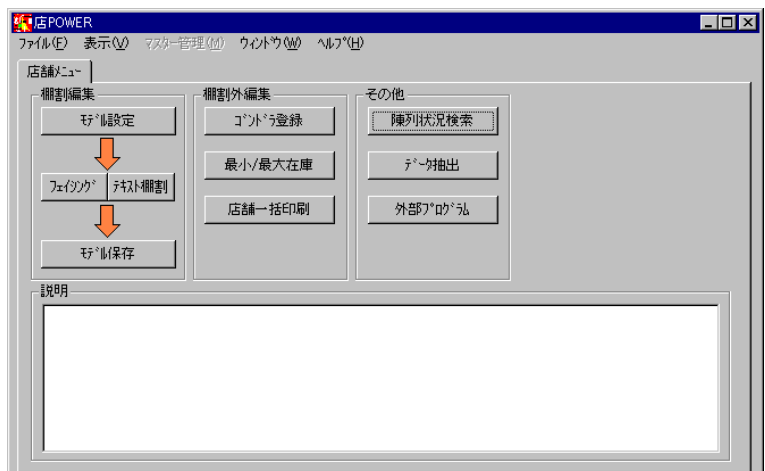 店POWER
ファイル(F) 表示(V) マスター管理(M) ウィンドウ(W) ヘルプ(H)
店舗メニュー
棚割編集
モデル設定
フェイシング テキスト棚割
モデル保存
棚割外編集
ゴンドラ登録
最小/最大在庫
店舗一括印刷
その他
陳列状況検索
データ抽出
外部プログラム
説明